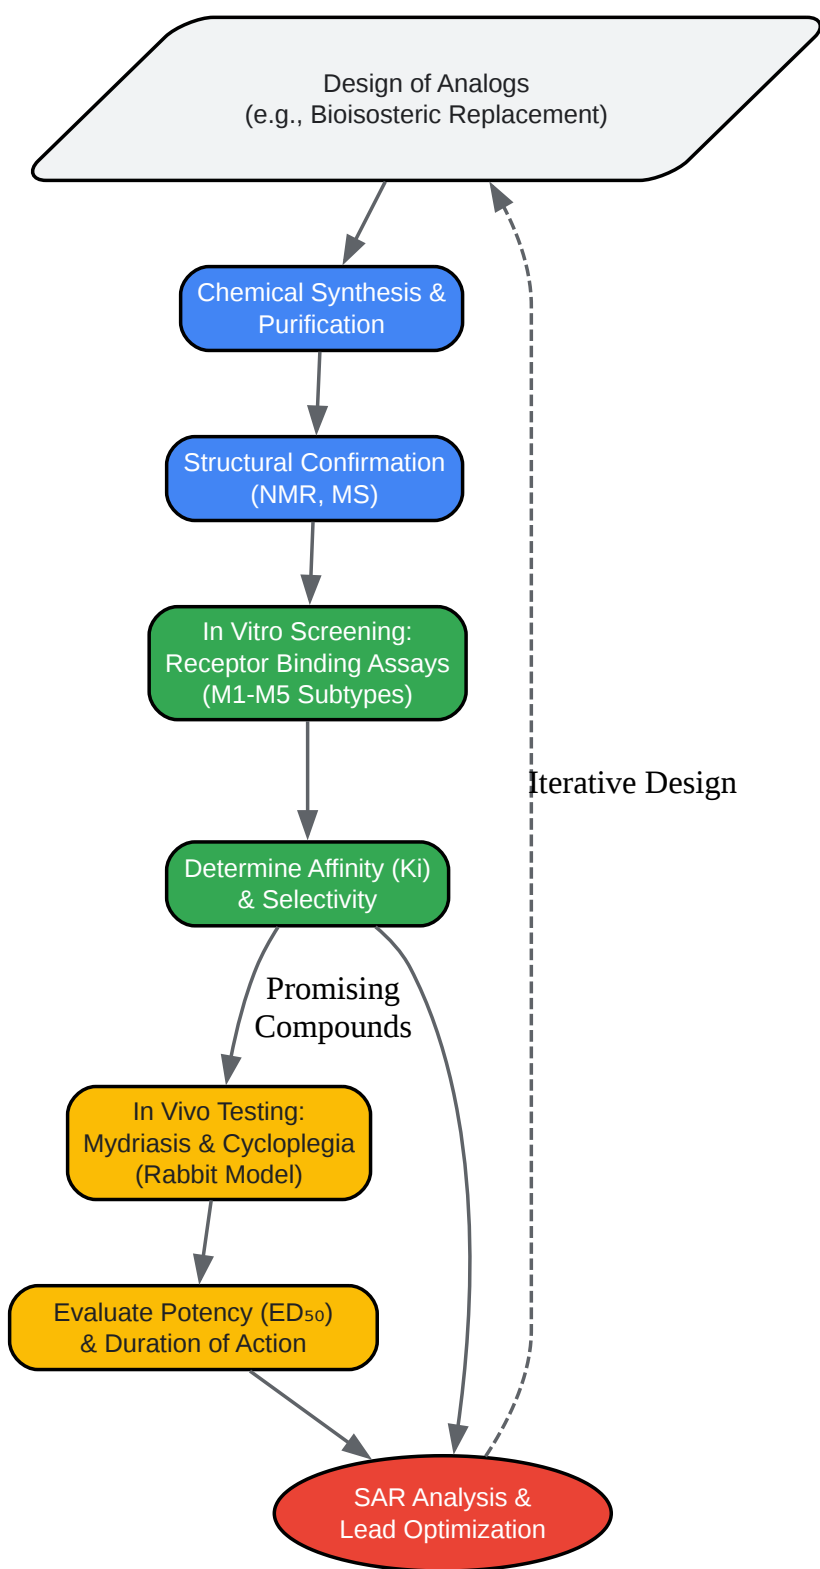 Design of Analogs
(e.g., Bioisosteric Replacement)
Chemical Synthesis &
Purification
Structural Confirmation
(NMR, MS)
In Vitro Screening:
Receptor Binding Assays
(M1-M5 Subtypes)
Iterative Design
Determine Affinity (Ki)
& Selectivity
Promising
Compounds
In Vivo Testing:
Mydriasis & Cycloplegia
(Rabbit Model)
Evaluate Potency (ED₅₀)
& Duration of Action
SAR Analysis &
Lead Optimization